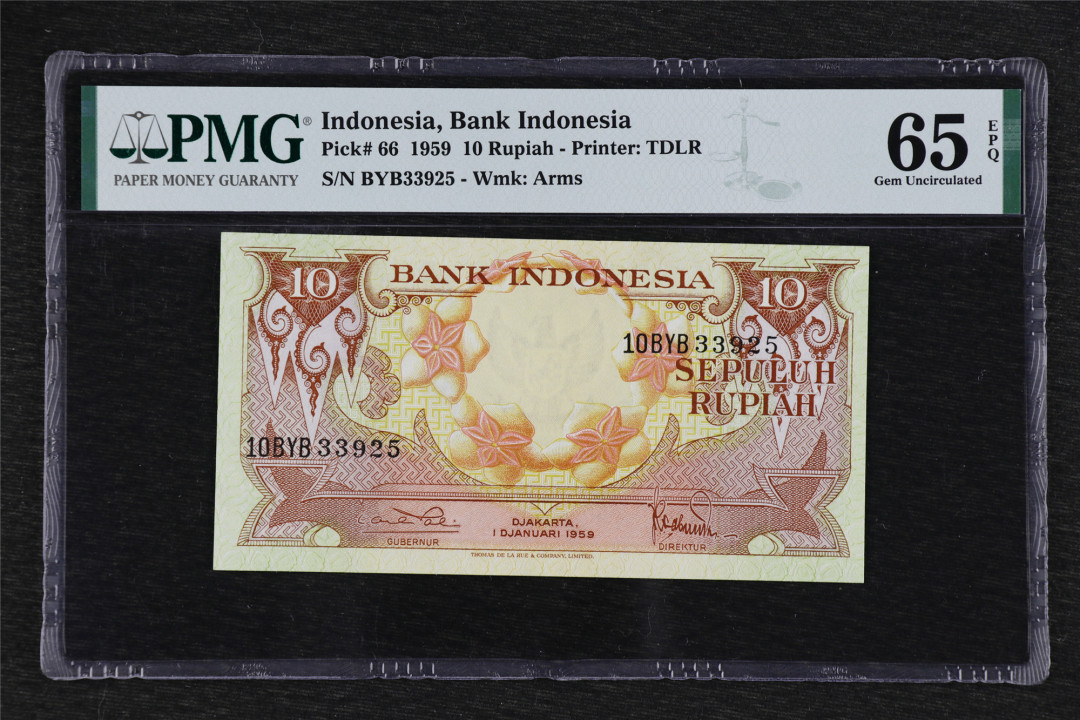 PMG®
PAPER MONEY GUARANTY
Indonesia, Bank Indonesia
Pick# 66 1959 10 Rupiah - Printer: TDLR
S/N BYB33925 - Wmk: Arms
65
EPQ
Gem Uncirculated
10
BANK INDONESIA
10
10BYB 33925
SEPULUH
RUPIAH
10BYB 33925
DJAKARTA,
1 DJANUARI 1959
GUBERNUR
DIREKTUR
THOMAS DE LA RUE & COMPANY, LIMITED.